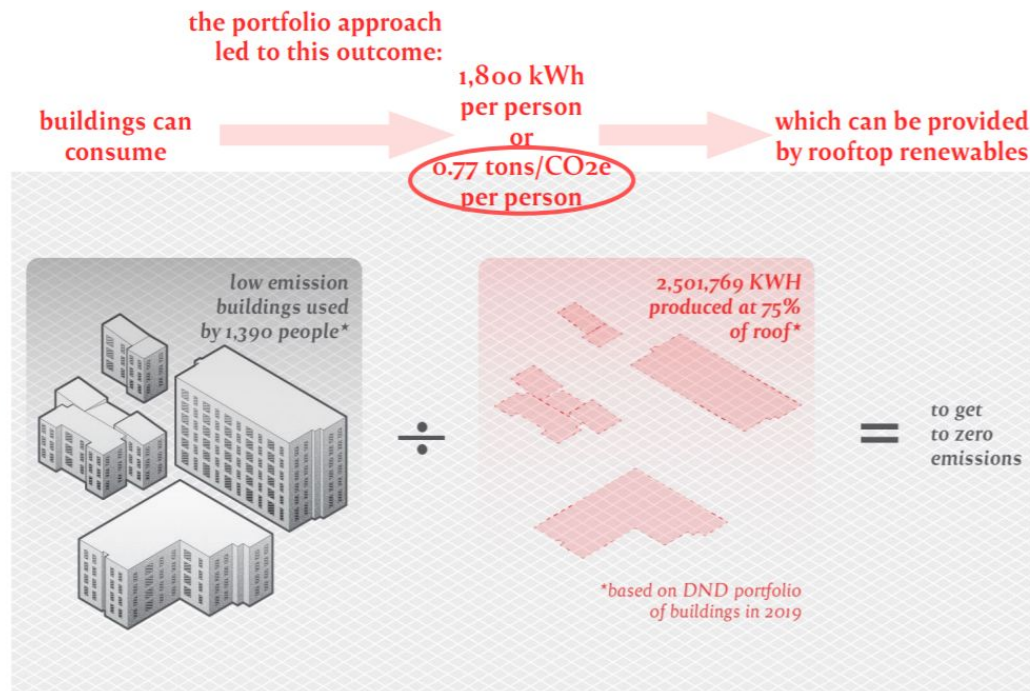 the portfolio approach
led to this outcome:
buildings can
consume
1,800 kWh
per person
or
0.77 tons/CO2e
per person
which can be provided
by rooftop renewables
low emission
buildings used
by 1,390 people*
÷
2,501,769 KWH
produced at 75%
of roof*
*based on DND portfolio
of buildings in 2019
=
to get
to zero
emissions